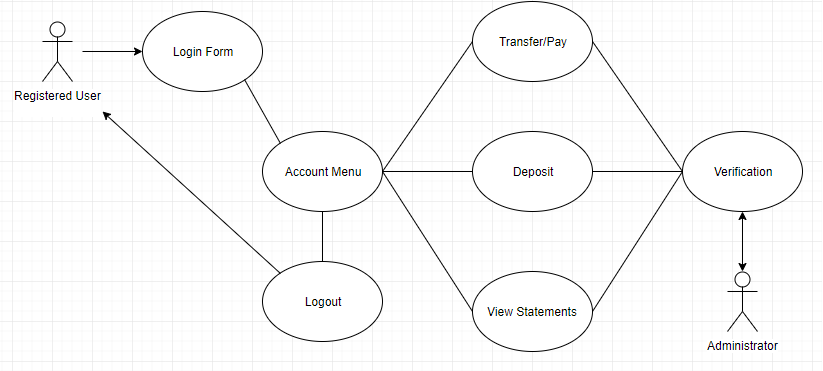 Transfer/Pay
Login Form
Registered User
Account Menu
Deposit
Verification
Logout
View Statements
Administrator